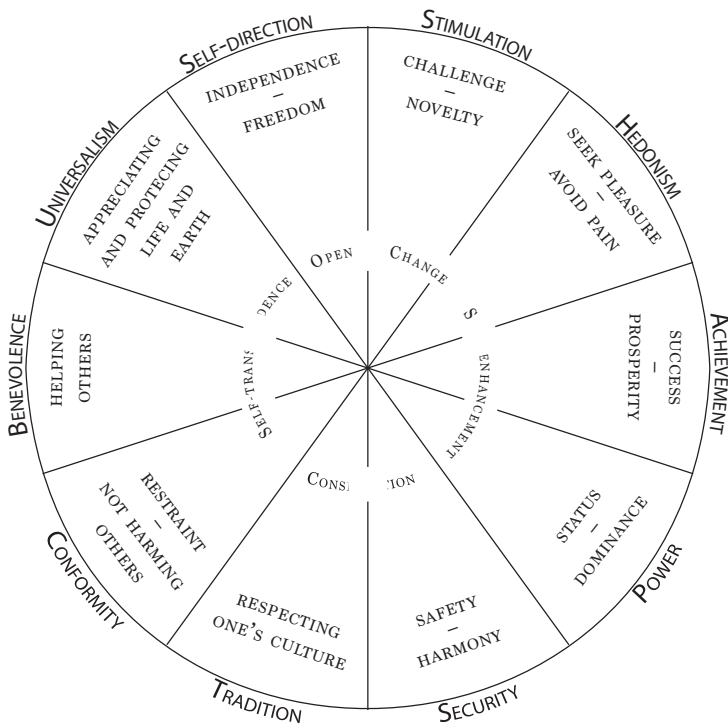 STIMULATION
CHALLENGE
–
NOVELTY
HEDONISM
SEEK PLEASURE
–
AVOID PAIN
ACHIEVEMENT
SUCCESS
–
PROSPERITY
POWER
STATUS
–
DOMINANCE
SECURITY
SAFETY
–
HARMONY
TRADITION
RESPECTING
ONE'S CULTURE
CONFORMITY
RESTRAINT
–
NOT HARMING
OTHERS
BENEVOLENCE
HELPING
OTHERS
UNIVERSALISM
APPRECIATING
AND PROTECING
LIFE AND
EARTH
SELF-DIRECTION
INDEPENDENCE
–
FREEDOM
OPEN
CHANGE
S
ENHANCEMENT
CONS
TION
SELF-TRANS
DENCE